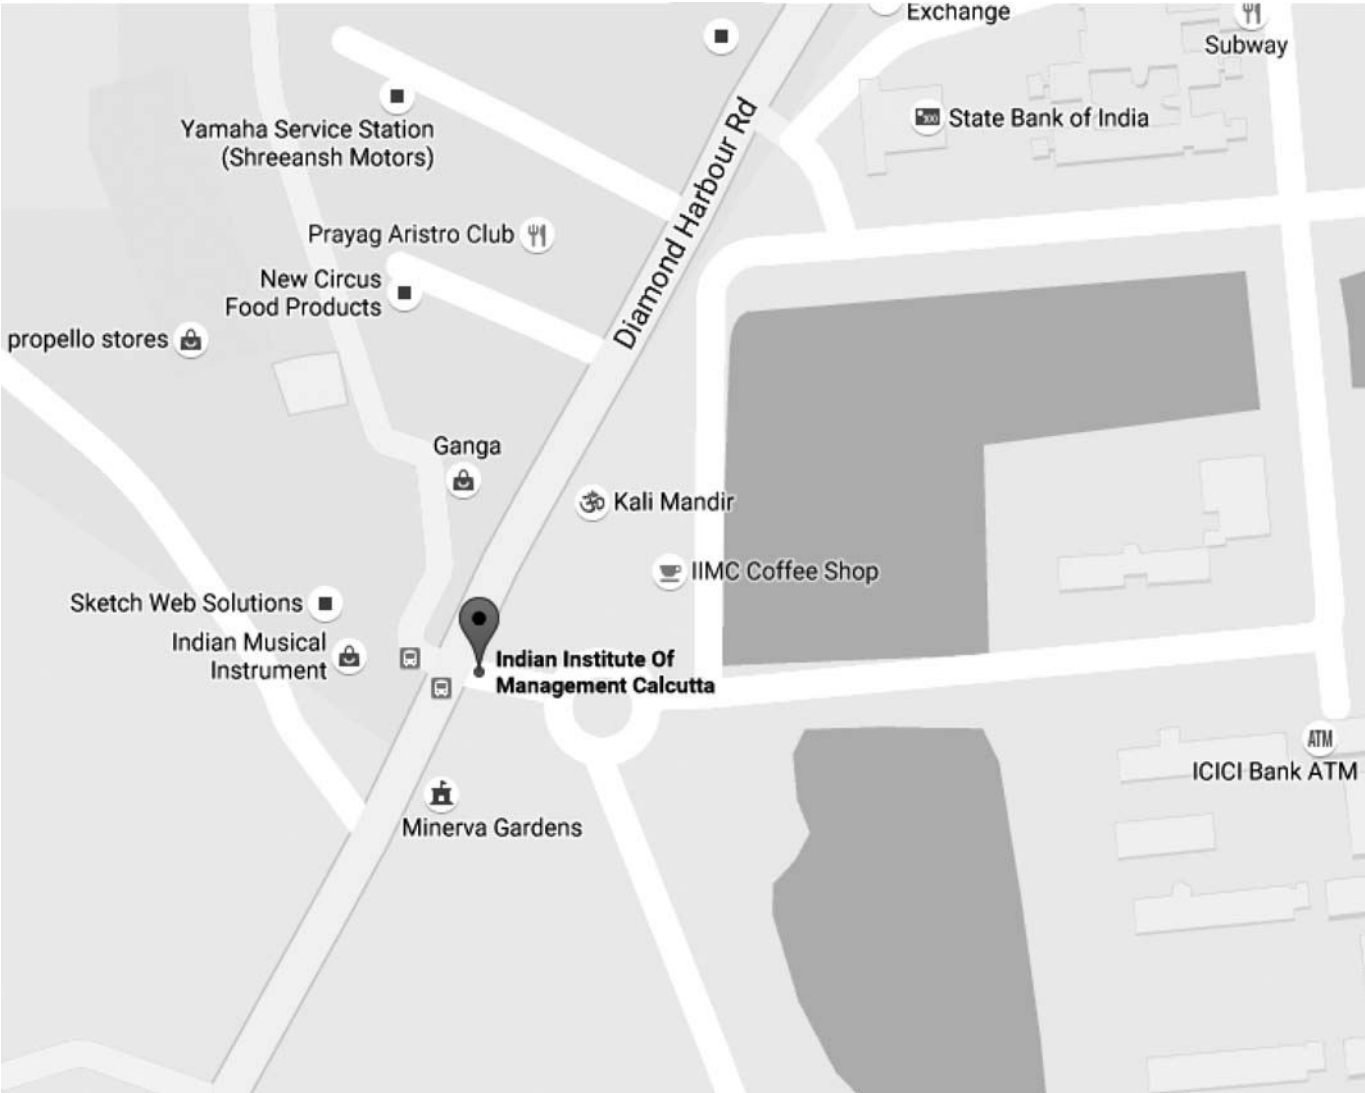 Exchange
Subway
State Bank of India
Yamaha Service Station
(Shreeansh Motors)
Diamond Harbour Rd
Prayag Aristro Club
New Circus
Food Products
propello stores
Ganga
ॐ
Kali Mandir
IIMC Coffee Shop
Sketch Web Solutions
Indian Musical
Instrument
Indian Institute Of
Management Calcutta
ATM
ICICI Bank ATM
Minerva Gardens